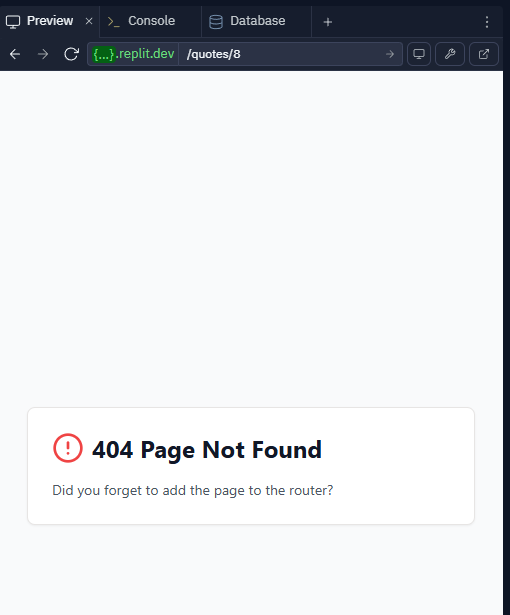 Preview
Console
Database
{...}.replit.dev /quotes/8
404 Page Not Found
Did you forget to add the page to the router?